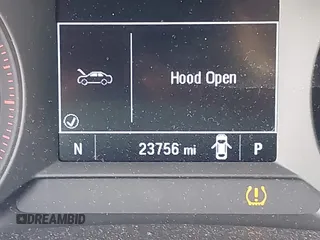 Hood Open
N 23756 mi P
DREAMBID